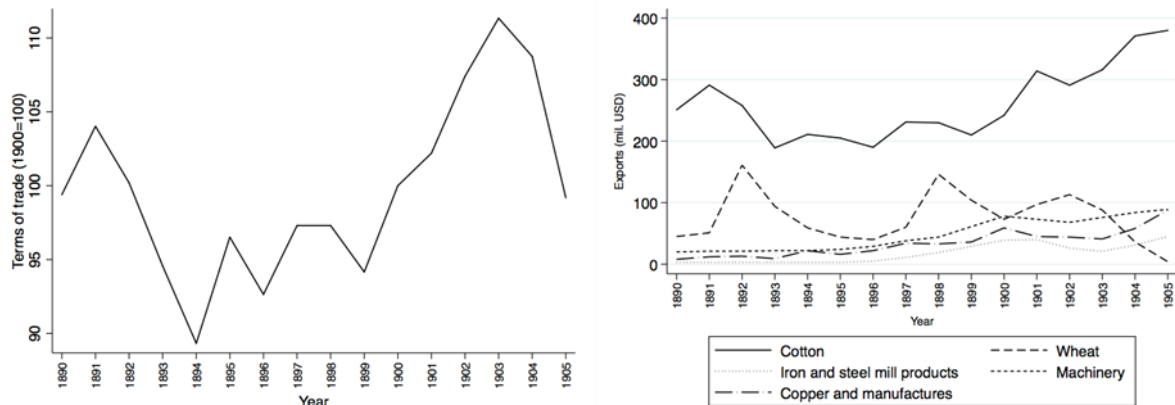 Terms of trade (1900=100)
110
105
100
95
90
1890 1891 1892 1893 1894 1895 1896 1897 1898 1899 1900 1901 1902 1903 1904 1905
Year
Exports (mil. USD)
400
300
200
100
0
1890 1891 1892 1893 1894 1895 1896 1897 1898 1899 1900 1901 1902 1903 1904 1905
Year
Cotton Wheat
Iron and steel mill products Machinery
Copper and manufactures